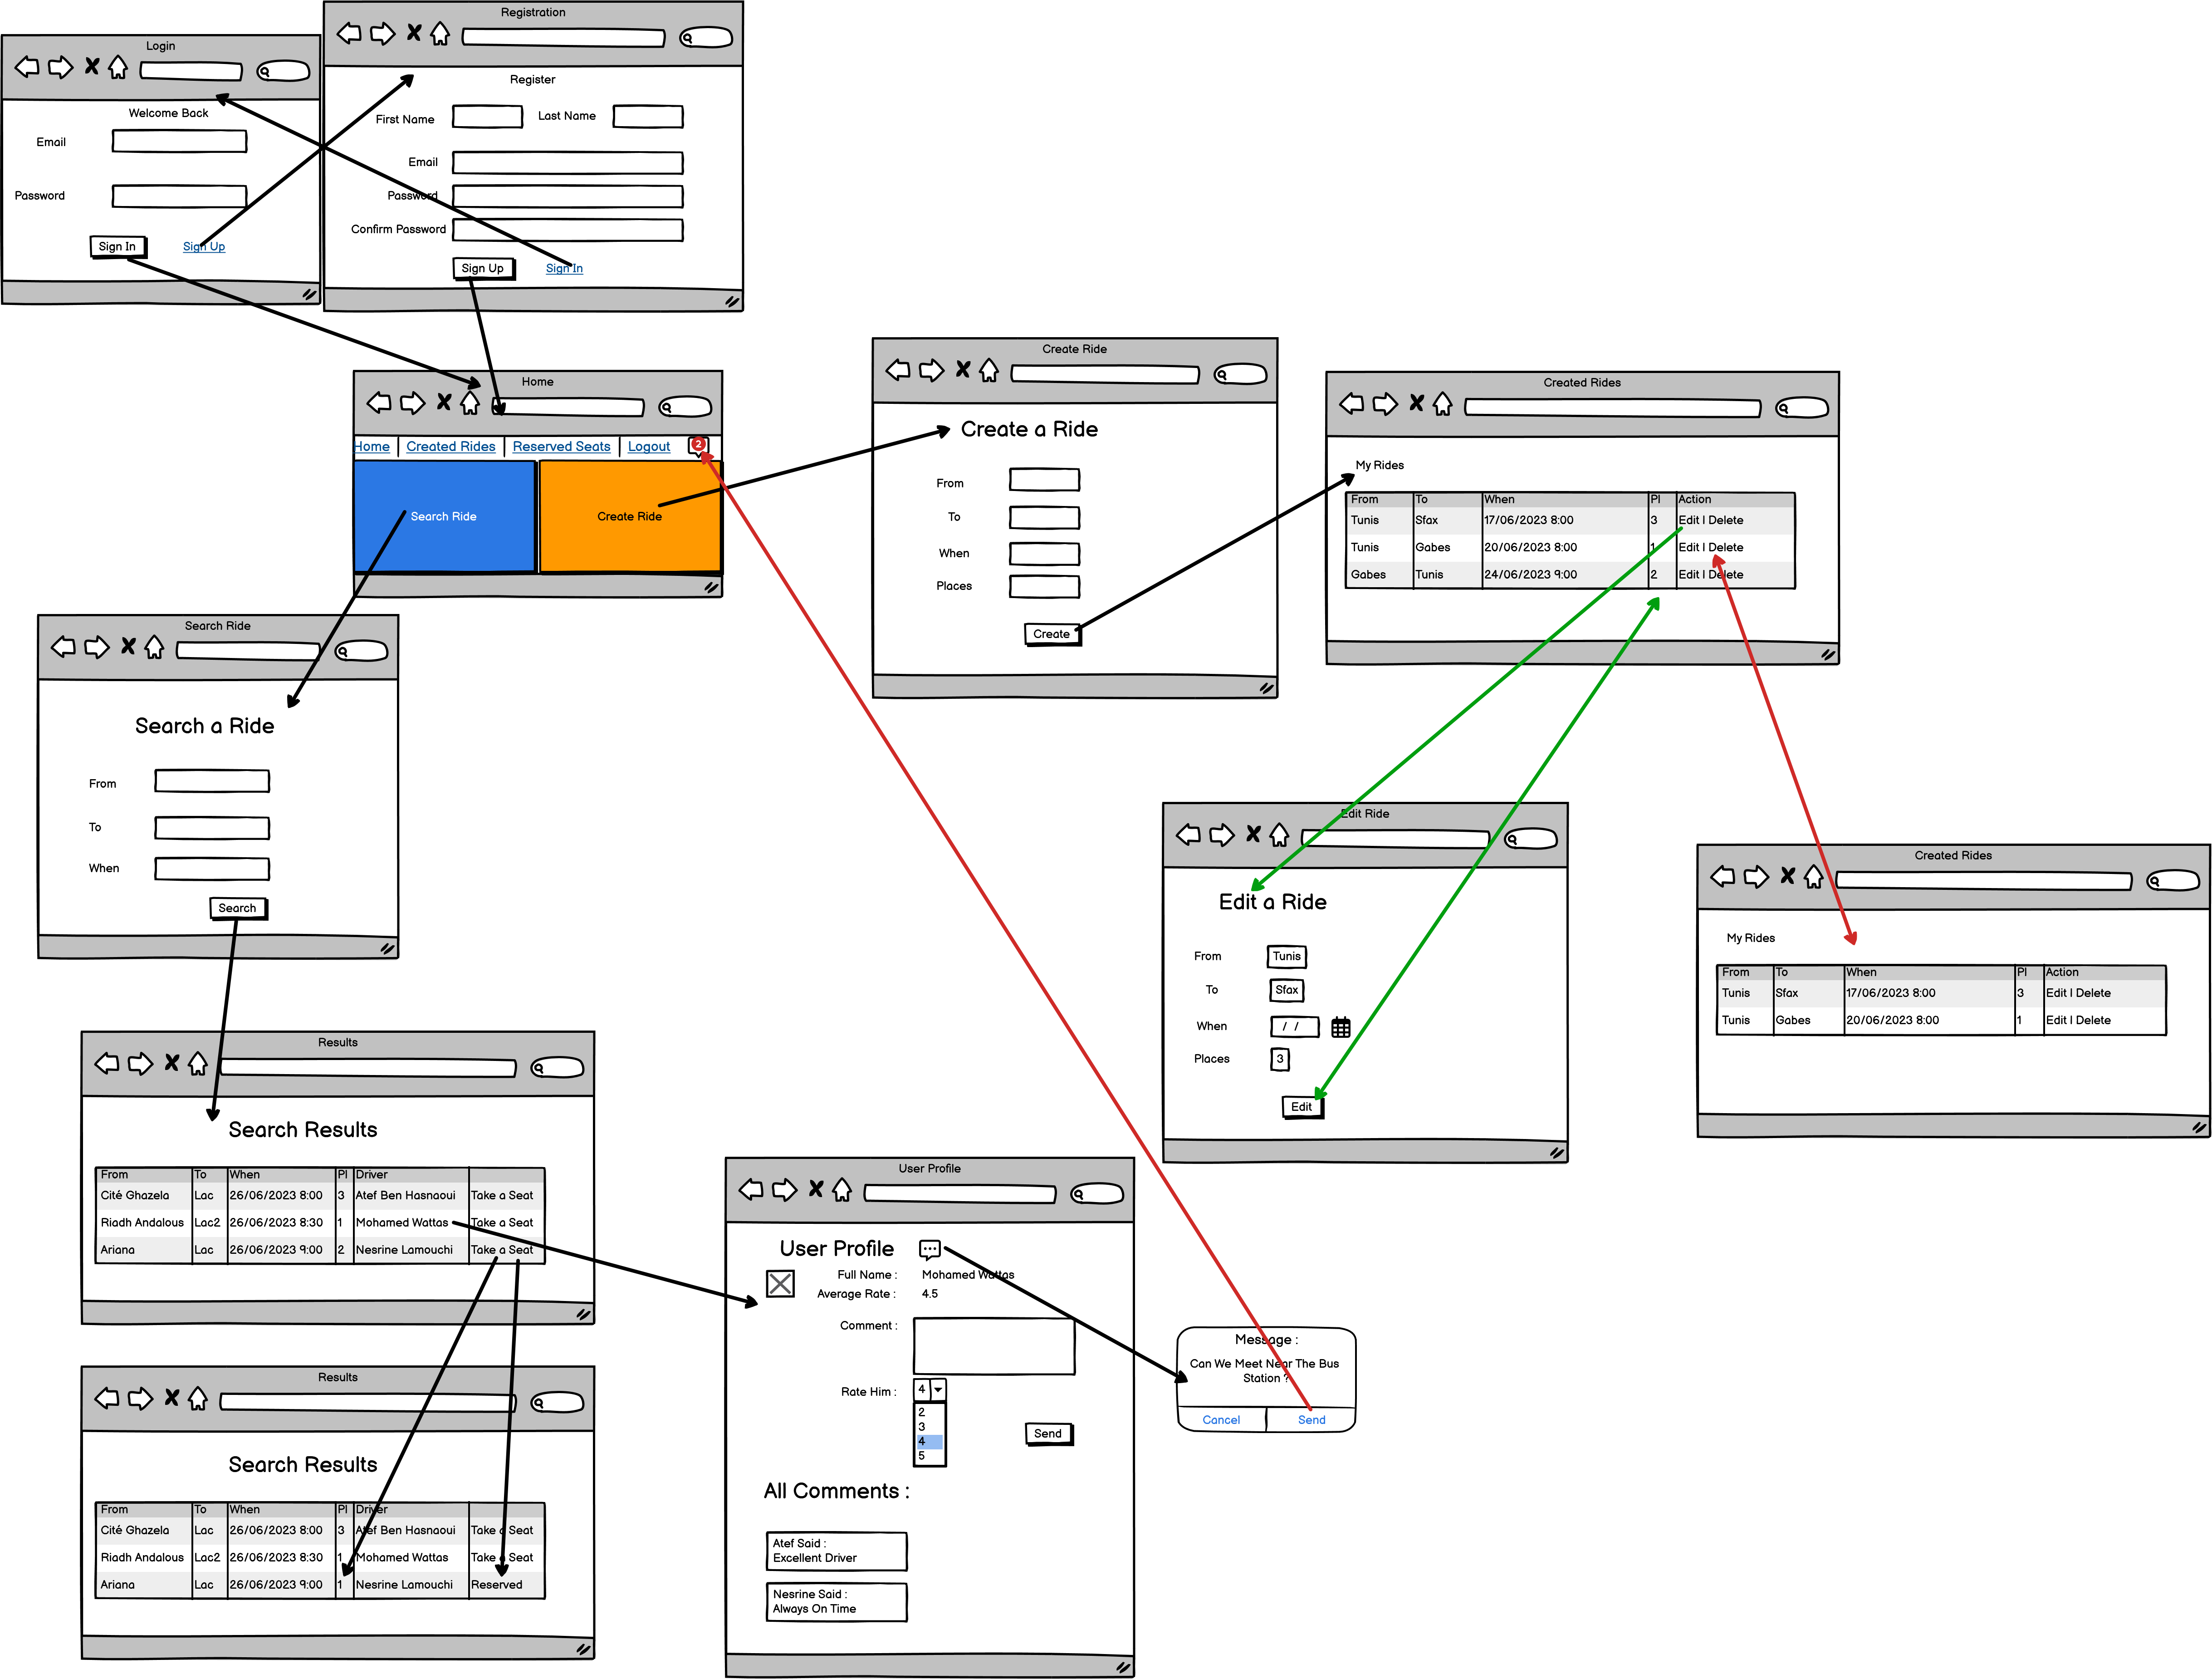 Login
Welcome Back
Email
Password
Sign In Sign Up
Registration
Register
First Name Last Name
Email
Password
Confirm Password
Sign Up Sign In
Home
Home Created Rides Reserved Seats Logout 2
Search Ride Create Ride
Create Ride
Create a Ride
From
To
When
Places
Create
Created Rides
My Rides
From To When Pl Action
Tunis Sfax 17/06/2023 8:00 3 Edit | Delete
Tunis Gabes 20/06/2023 8:00 1 Edit | Delete
Gabes Tunis 24/06/2023 9:00 2 Edit | Delete
Search Ride
Search a Ride
From
To
When
Search
Edit Ride
Edit a Ride
From Tunis
To Sfax
When / /
Places 3
Edit
Created Rides
My Rides
From To When Pl Action
Tunis Sfax 17/06/2023 8:00 3 Edit | Delete
Tunis Gabes 20/06/2023 8:00 1 Edit | Delete
Results
Search Results
From To When Pl Driver
Cité Ghazela Lac 26/06/2023 8:00 3 Atef Ben Hasnaoui Take a Seat
Riadh Andalous Lac2 26/06/2023 8:30 1 Mohamed Wattas Take a Seat
Ariana Lac 26/06/2023 9:00 2 Nesrine Lamouchi Take a Seat
Results
Search Results
From To When Pl Driver
Cité Ghazela Lac 26/06/2023 8:00 3 Atef Ben Hasnaoui Take a Seat
Riadh Andalous Lac2 26/06/2023 8:30 1 Mohamed Wattas Take a Seat
Ariana Lac 26/06/2023 9:00 1 Nesrine Lamouchi Reserved
User Profile
User Profile
Full Name : Mohamed Wattas
Average Rate : 4.5
Comment :
Rate Him : 4
2
3
4
5
Send
All Comments :
Atef Said :
Excellent Driver
Nesrine Said :
Always On Time
Message :
Can We Meet Near The Bus
Station ?
Cancel Send